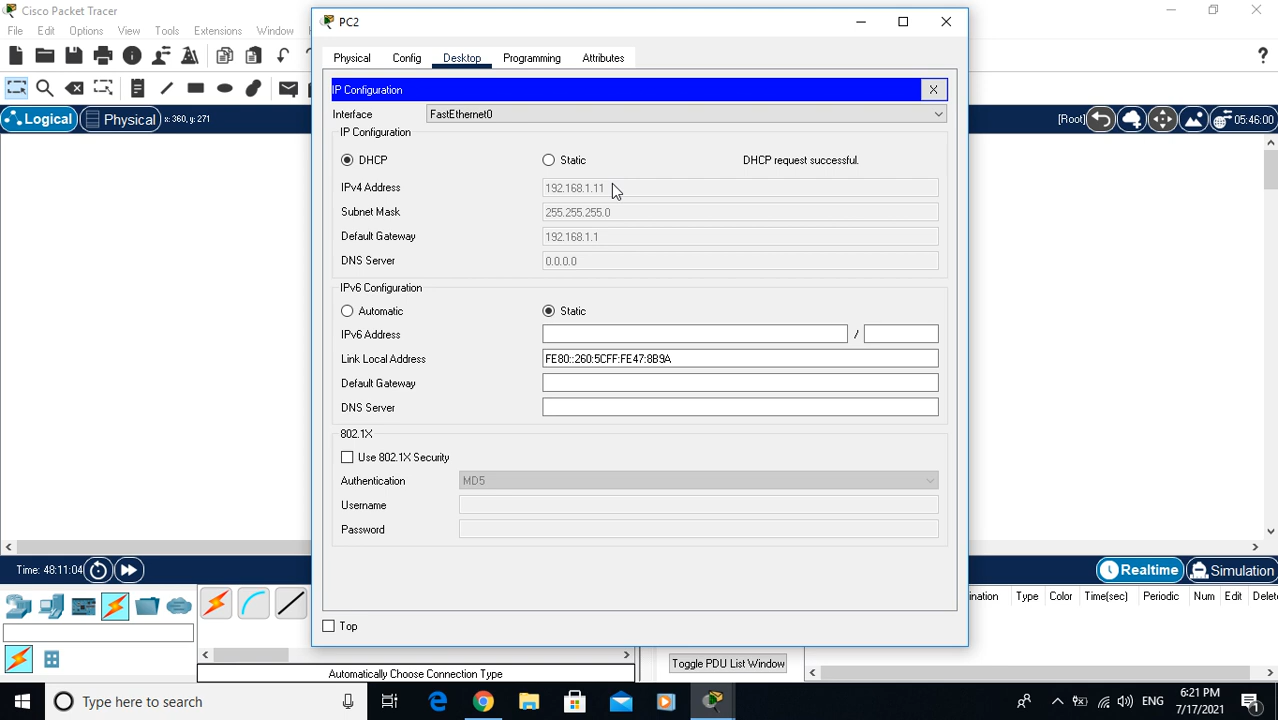 Cisco Packet Tracer
File Edit Options View Tools Extensions Window
PC2
Physical Config Desktop Programming Attributes
IP Configuration X
Interface FastEthernet0
IP Configuration
DHCP Static DHCP request successful.
IPv4 Address 192.168.1.11
Subnet Mask 255.255.255.0
Default Gateway 192.168.1.1
DNS Server 0.0.0.0
IPv6 Configuration
Automatic Static
IPv6 Address /
Link Local Address FE80::260:5CFF:FE47:8B9A
Default Gateway
DNS Server
802.1X
Use 802.1X Security
Authentication MD5
Username
Password
Top
Logical Physical x: 360, y: 271 [Root] 05:46:00
Time: 48:11:04 Realtime Simulation
Type Color Time(sec) Periodic Num Edit
Automatically Choose Connection Type
Toggle PDU List Window
Type here to search
ENG
6:21 PM
7/17/2021
1